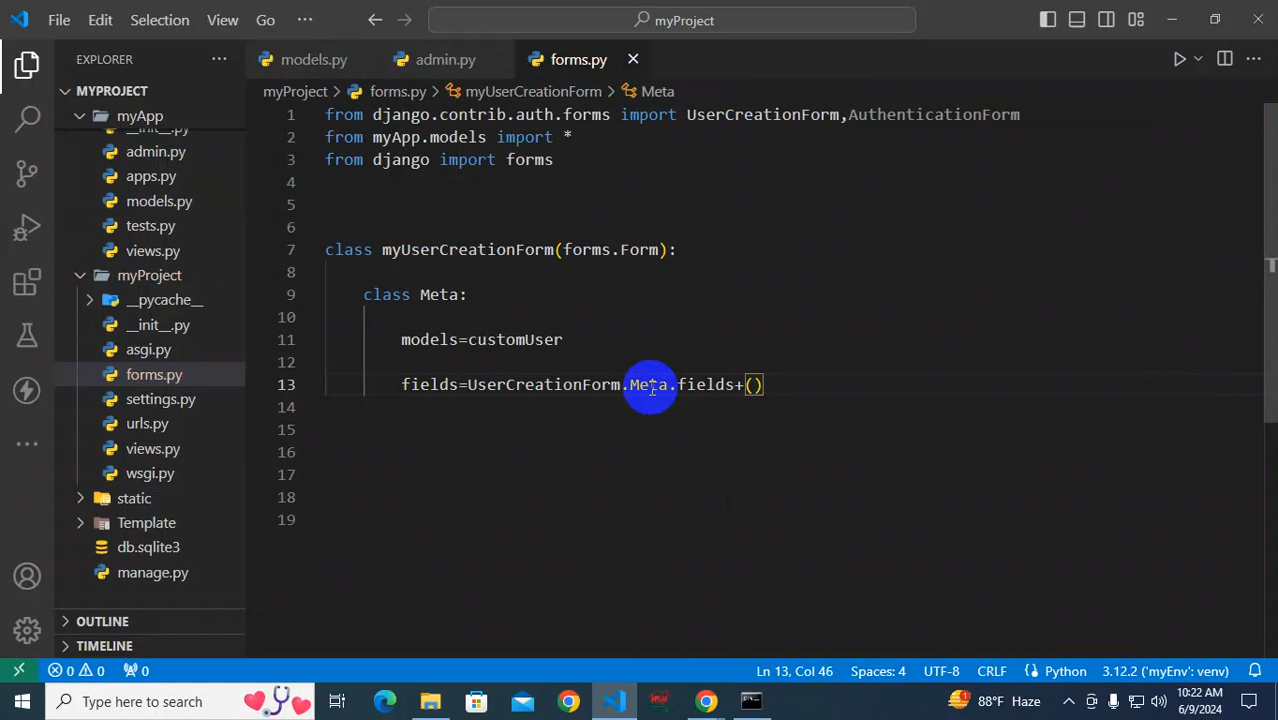 File Edit Selection View Go ··· myProject
EXPLORER ···
models.py admin.py forms.py
MYPROJECT
myProject > forms.py > myUserCreationForm > Meta
myApp
__init__.py
admin.py
apps.py
models.py
tests.py
views.py
myProject
__pycache__
__init__.py
asgi.py
forms.py
settings.py
urls.py
views.py
wsgi.py
static
Template
db.sqlite3
manage.py
OUTLINE
TIMELINE
1 from django.contrib.auth.forms import UserCreationForm,AuthenticationForm
2 from myApp.models import *
3 from django import forms
4
5
6
7 class myUserCreationForm(forms.Form):
8
9 class Meta:
10
11 models=customUser
12
13 fields=UserCreationForm.Meta.fields+()
14
15
16
17
18
19
0 0 0 Ln 13, Col 46 Spaces: 4 UTF-8 CRLF Python 3.12.2 ('myEnv': venv)
Type here to search 1 88°F Haze 10:22 AM
6/9/2024